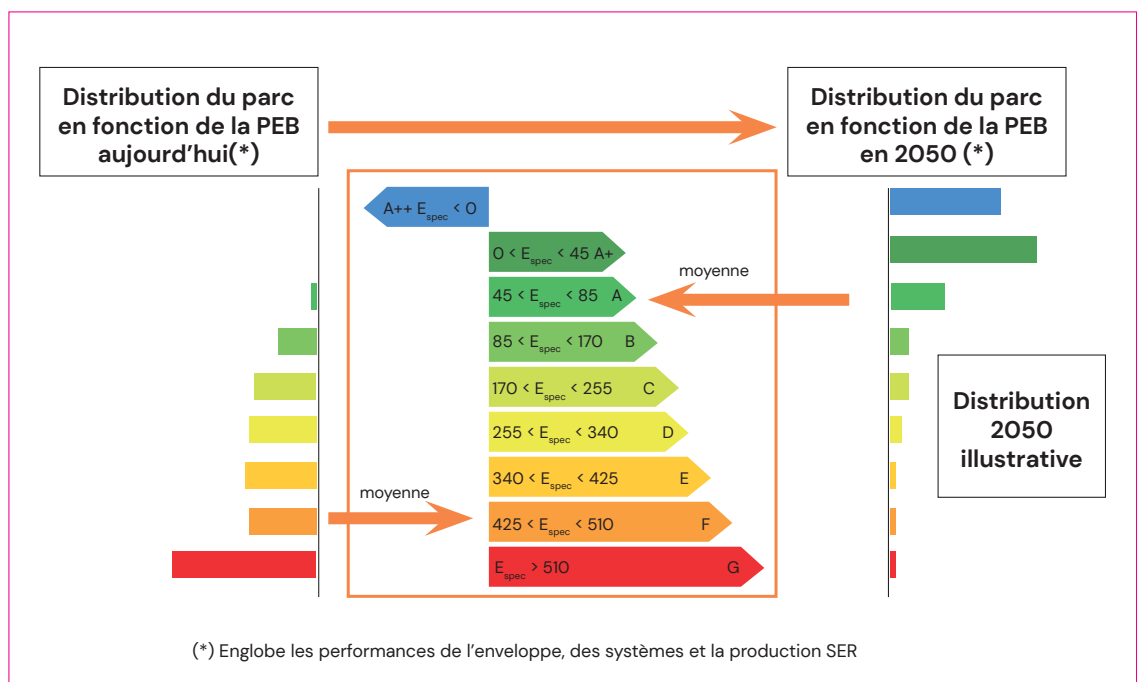 Distribution du parc
en fonction de la PEB
aujourd’hui(*)
Distribution du parc
en fonction de la PEB
en 2050 (*)
A++ Espec < 0
0 < Espec < 45 A+
moyenne
45 < Espec < 85 A
85 < Espec < 170 B
170 < Espec < 255 C
255 < Espec < 340 D
340 < Espec < 425 E
moyenne
425 < Espec < 510 F
Espec > 510 G
Distribution
2050
illustrative
(*) Englobe les performances de l’enveloppe, des systèmes et la production SER